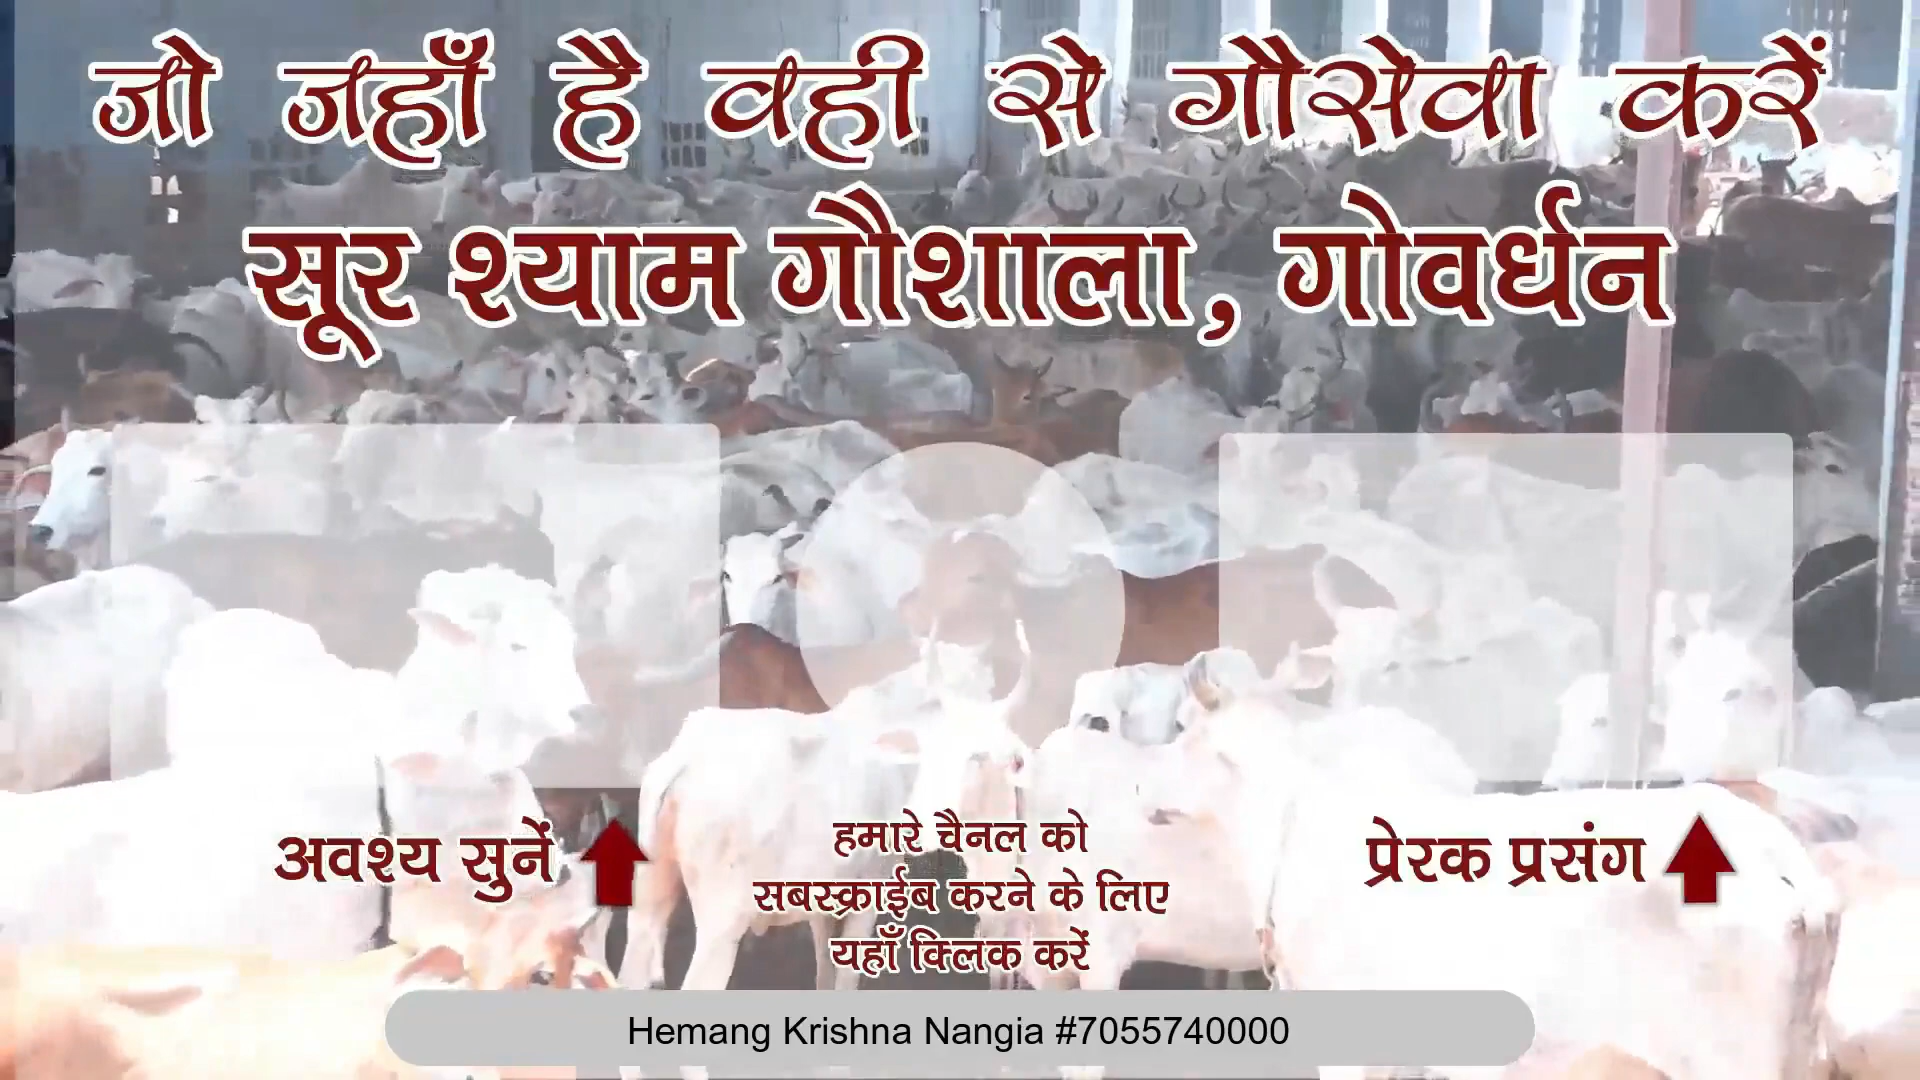 जो जहाँ है वही से गौसेवा करें
सूर श्याम गौशाला, गोवर्धन
अवश्य सुनें
हमारे चैनल को
सबस्क्राईब करने के लिए
यहाँ क्लिक करें
प्रेरक प्रसंग
Hemang Krishna Nangia #7055740000